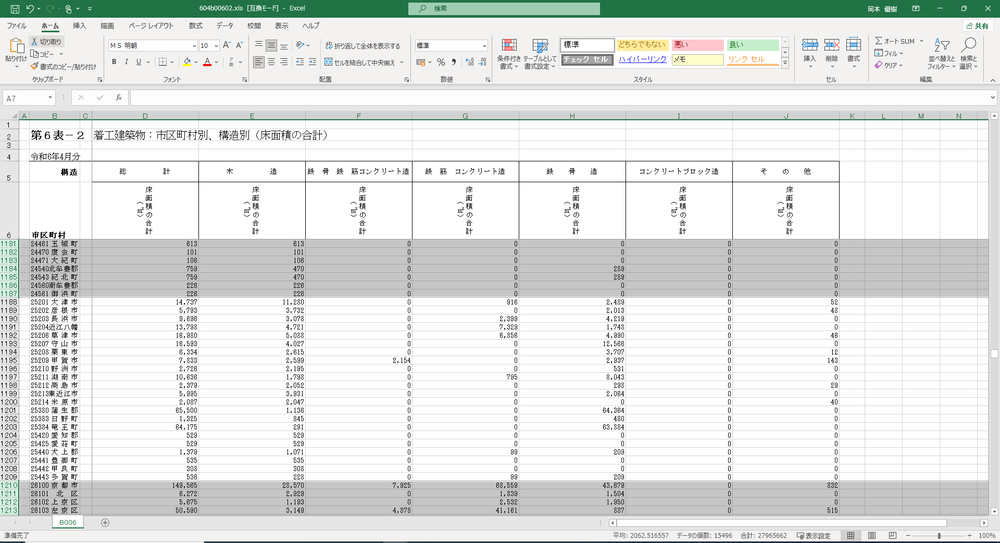 604b00602.xls [互換モード] - Excel
検索
岡本 優樹
ファイル ホーム 挿入 描画 ページ レイアウト 数式 データ 校閲 表示 ヘルプ 共有
貼り付け
切り取り
コピー
書式のコピー/貼り付け
クリップボード
ＭＳ 明朝 10
B I U
フォント
折り返して全体を表示する
セルを結合して中央揃え
配置
標準
数値
条件付き書式
テーブルとして書式設定
標準 どちらでもない 悪い 良い
チェック セル ハイパーリンク メモ リンク セル
スタイル
挿入 削除 書式
セル
オート SUM
フィル
クリア
並べ替えとフィルター
検索と選択
編集
A7
fx
A B C D E F G H I J K L M N
1
2 第６表－２ 着工建築物：市区町村別、構造別（床面積の合計）
3
4 令和6年4月分
5 構造 総計 木造 鉄骨鉄筋コンクリート造 鉄筋コンクリート造 鉄骨造 コンクリートブロック造 その他
6 市区町村 床面積の合計（㎡） 床面積の合計（㎡） 床面積の合計（㎡） 床面積の合計（㎡） 床面積の合計（㎡） 床面積の合計（㎡） 床面積の合計（㎡）
1181 24461 玉城町 613 613 0 0 0 0 0
1182 24470 度会町 101 101 0 0 0 0 0
1183 24471 大紀町 106 106 0 0 0 0 0
1184 24540北牟婁郡 759 470 0 0 289 0 0
1185 24543 紀北町 759 470 0 0 289 0 0
1186 24560南牟婁郡 226 226 0 0 0 0 0
1187 24561 御浜町 226 226 0 0 0 0 0
1188 25201 大津市 14,737 11,280 0 916 2,489 0 52
1189 25202 彦根市 5,793 3,732 0 0 2,013 0 48
1190 25203 長浜市 9,696 3,078 0 2,399 4,219 0 0
1191 25204近江八幡 13,798 4,721 0 7,329 1,748 0 0
1192 25206 草津市 16,980 5,088 0 6,856 4,990 0 46
1193 25207 守山市 16,593 4,027 0 0 12,566 0 0
1194 25208 栗東市 6,334 2,615 0 0 3,707 0 12
1195 25209 甲賀市 7,833 2,599 2,154 0 2,937 0 143
1196 25210 野洲市 2,726 2,195 0 0 531 0 0
1197 25211 湖南市 10,636 1,798 0 795 8,043 0 0
1198 25212 高島市 2,379 2,052 0 0 298 0 29
1199 25213東近江市 5,995 3,931 0 0 2,064 0 0
1200 25214 米原市 2,087 2,047 0 0 0 0 40
1201 25380 蒲生郡 65,500 1,136 0 0 64,364 0 0
1202 25383 日野町 1,325 845 0 0 480 0 0
1203 25384 竜王町 64,175 291 0 0 63,884 0 0
1204 25420 愛知郡 529 529 0 0 0 0 0
1205 25425 愛荘町 529 529 0 0 0 0 0
1206 25440 犬上郡 1,379 1,071 0 99 209 0 0
1207 25441 豊郷町 535 535 0 0 0 0 0
1208 25442 甲良町 308 308 0 0 0 0 0
1209 25443 多賀町 536 228 0 99 209 0 0
1210 26100 京都市 149,565 28,570 7,925 68,559 43,679 0 832
1211 26101 北区 6,272 2,929 0 1,839 1,504 0 0
1212 26102 上京区 5,675 1,193 0 2,532 1,950 0 0
1213 26103 左京区 50,590 3,149 4,878 41,161 887 0 515
B006
準備完了 平均: 2062.516557 データの個数: 15496 合計: 27965662 表示設定 100%